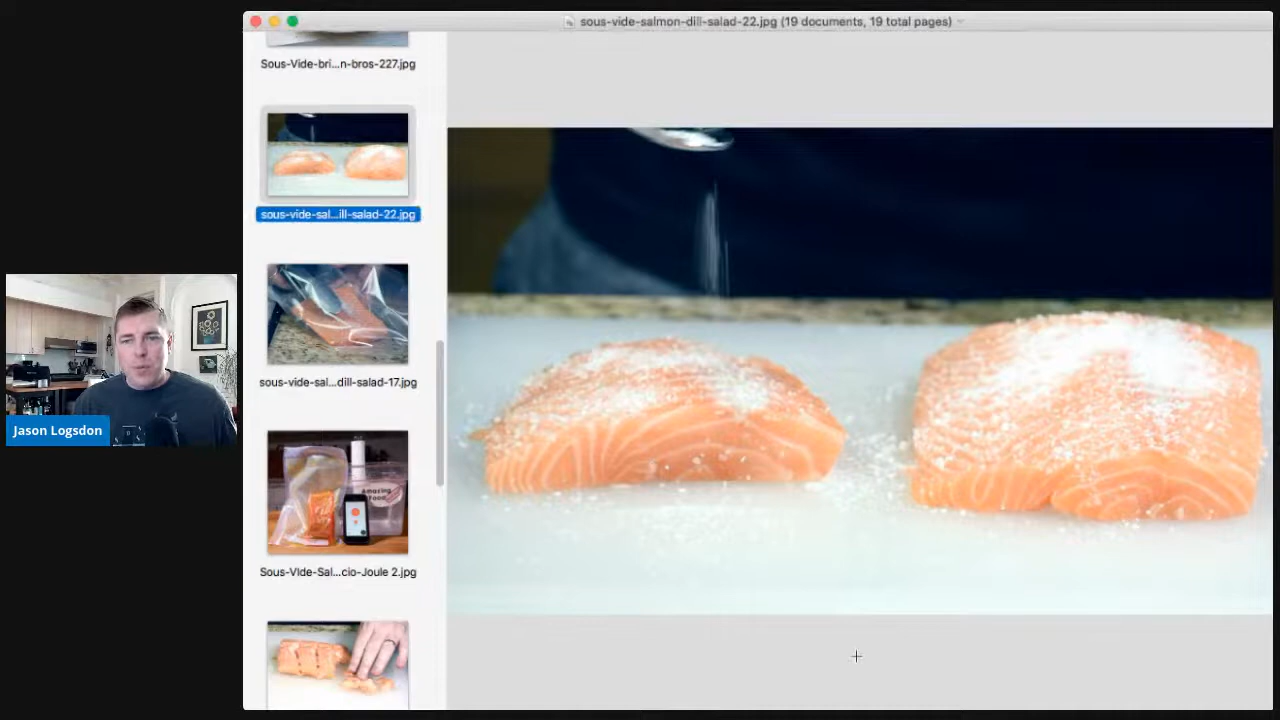 sous-vide-salmon-dill-salad-22.jpg (19 documents, 19 total pages)
Sous-Vide-bri...n-bros-227.jpg
sous-vide-sal...ill-salad-22.jpg
sous-vide-sal...dill-salad-17.jpg
Amazing
Food
Sous-VIde-Sal...cio-Joule 2.jpg
Jason Logsdon